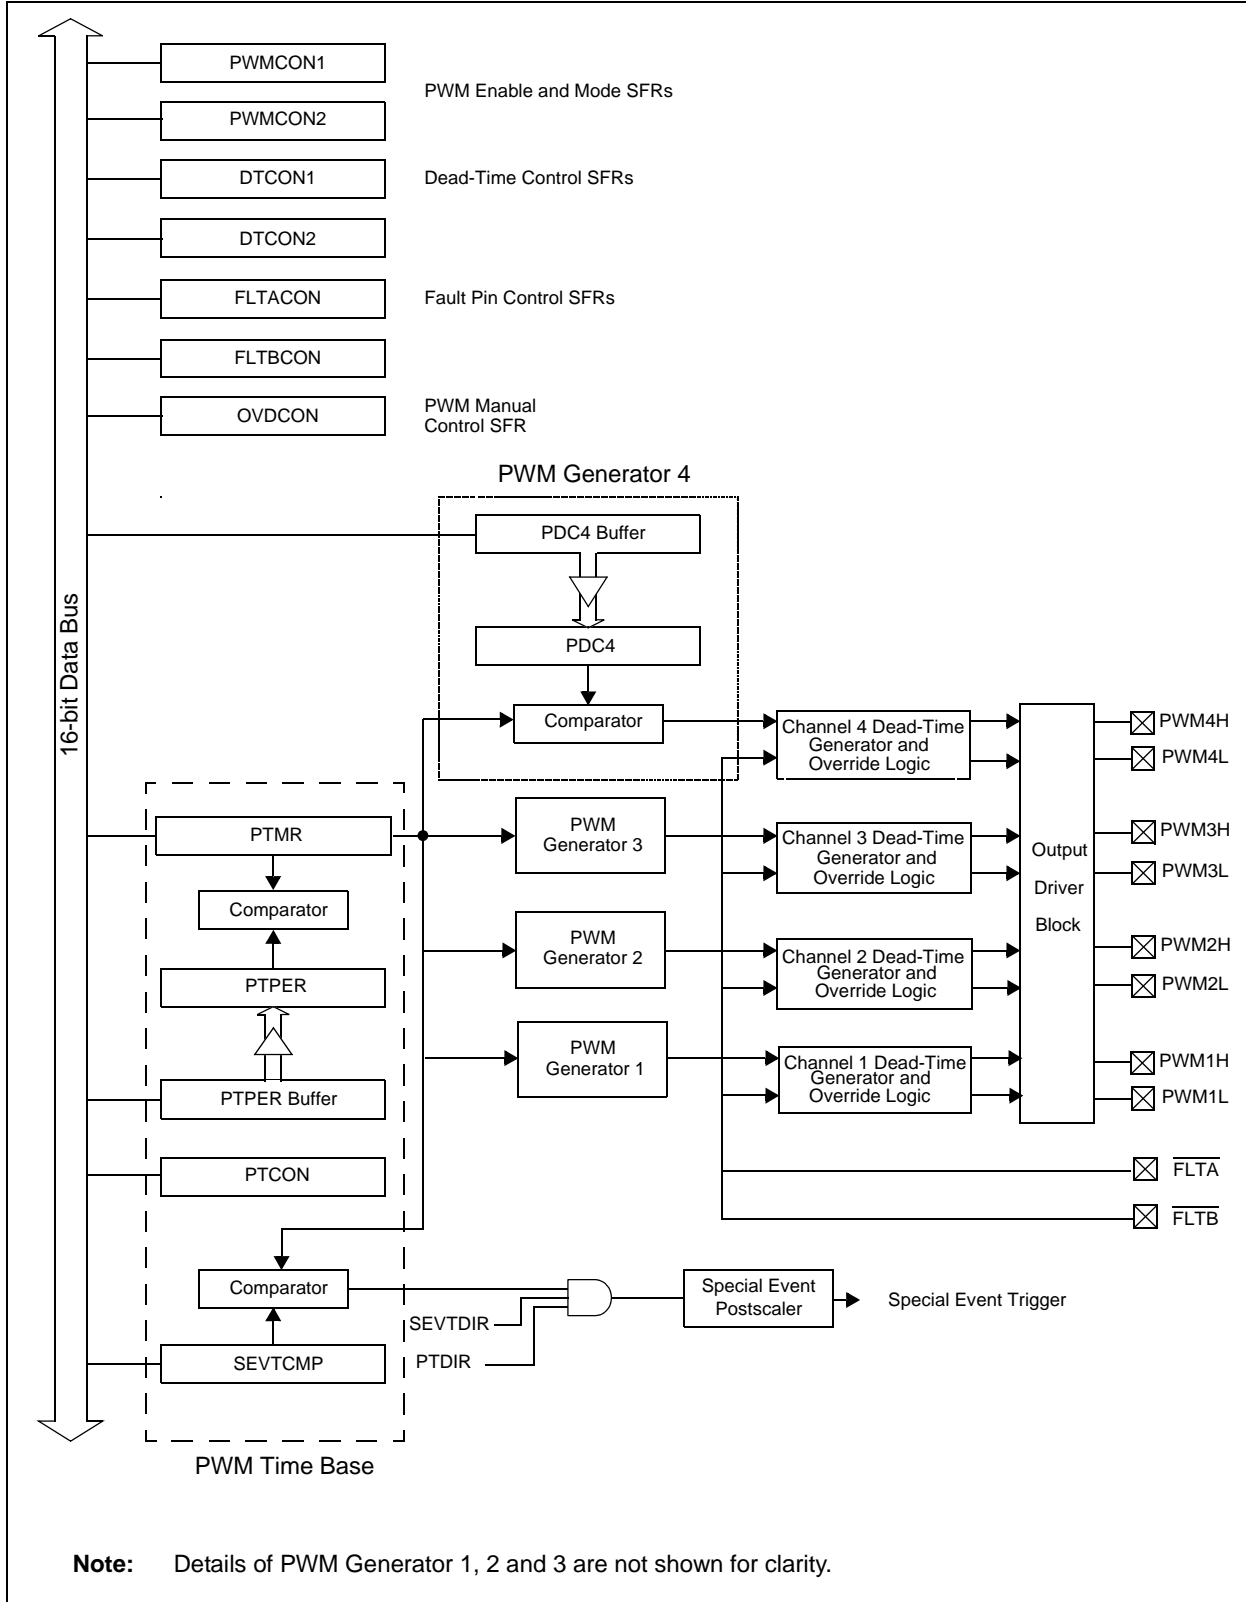 PWMCON1
PWM Enable and Mode SFRs
PWMCON2
DTCON1
Dead-Time Control SFRs
DTCON2
FLTACON
Fault Pin Control SFRs
FLTBCON
OVDCON
PWM Manual
Control SFR
PWM Generator 4
PDC4 Buffer
PDC4
Comparator
16-bit Data Bus
Channel 4 Dead-Time
Generator and
Override Logic
PWM4H
PWM4L
PTMR
PWM
Generator 3
Channel 3 Dead-Time
Generator and
Override Logic
Output
Driver
Block
PWM3H
PWM3L
Comparator
PTPER
PWM
Generator 2
Channel 2 Dead-Time
Generator and
Override Logic
PWM2H
PWM2L
PTPER Buffer
PWM
Generator 1
Channel 1 Dead-Time
Generator and
Override Logic
PWM1H
PWM1L
PTCON
FLTA
FLTB
Comparator
SEVTDIR
PTDIR
Special Event
Postscaler
Special Event Trigger
SEVTCMP
PWM Time Base
Note: Details of PWM Generator 1, 2 and 3 are not shown for clarity.